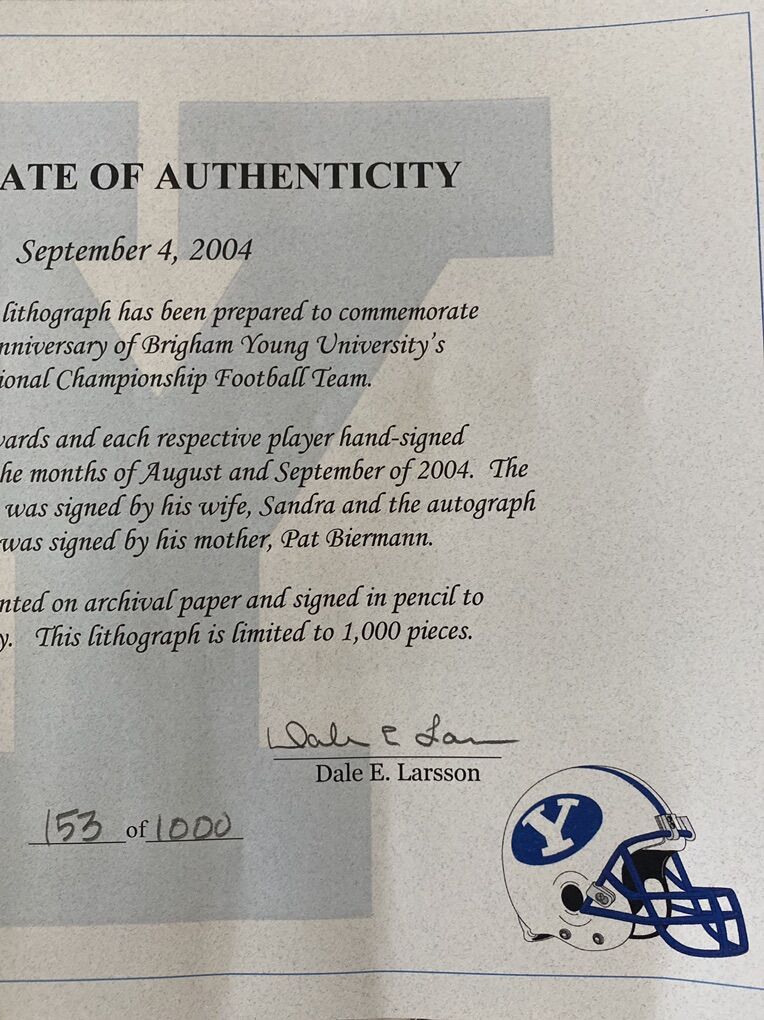 ATE OF AUTHENTICITY
September 4, 2004
lithograph has been prepared to commemorate
nniversary of Brigham Young University's
ional Championship Football Team.
wards and each respective player hand-signed
he months of August and September of 2004. The
was signed by his wife, Sandra and the autograph
was signed by his mother, Pat Biermann.
nted on archival paper and signed in pencil to
y. This lithograph is limited to 1,000 pieces.
Dale E Lar
Dale E. Larsson
153 of 1000
Y